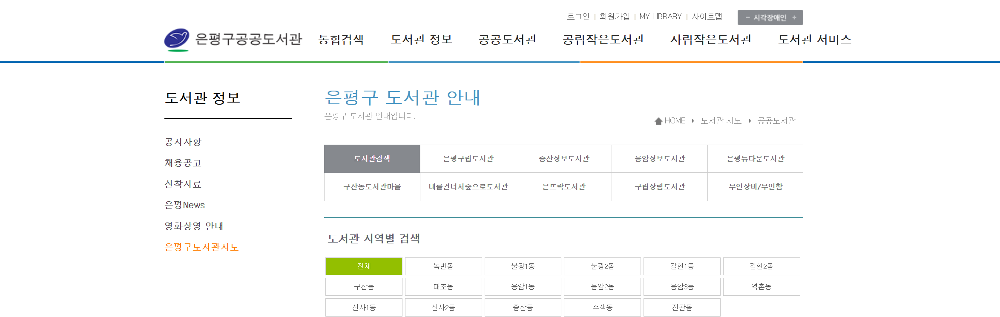 로그인 회원가입 MY LIBRARY 사이트맵 - 시각장애인 +
은평구공공도서관 통합검색 도서관 정보 공공도서관 공립작은도서관 사립작은도서관 도서관 서비스
도서관 정보
공지사항
채용공고
신착자료
은평News
영화상영 안내
은평구도서관지도
은평구 도서관 안내
은평구 도서관 안내입니다.
HOME 도서관 지도 공공도서관
도서관검색 은평구립도서관 증산정보도서관 응암정보도서관 은평뉴타운도서관
구산동도서관마을 내를건너서숲으로도서관 은뜨락도서관 구립상림도서관 무인장비/무인함
도서관 지역별 검색
전체 녹번동 불광1동 불광2동 갈현1동 갈현2동
구산동 대조동 응암1동 응암2동 응암3동 역촌동
신사1동 신사2동 증산동 수색동 진관동